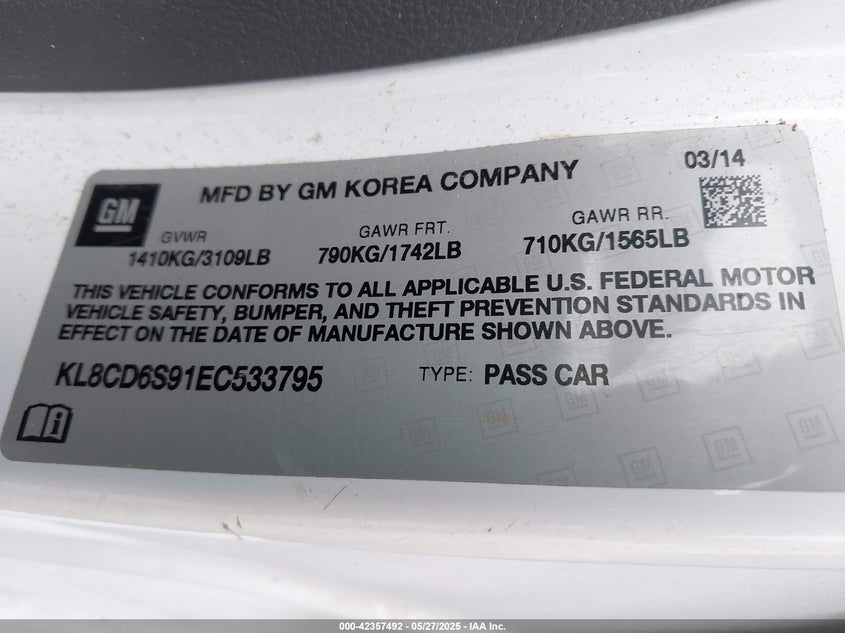 MFD BY GM KOREA COMPANY
03/14
GM
GVWR
GAWR FRT.
GAWR RR.
1410KG/3109LB
790KG/1742LB
710KG/1565LB
THIS VEHICLE CONFORMS TO ALL APPLICABLE U.S. FEDERAL MOTOR
VEHICLE SAFETY, BUMPER, AND THEFT PREVENTION STANDARDS IN
EFFECT ON THE DATE OF MANUFACTURE SHOWN ABOVE.
KL8CD6S91EC533795
TYPE: PASS CAR
000-42357492 - 05/27/2025 - IAA Inc.